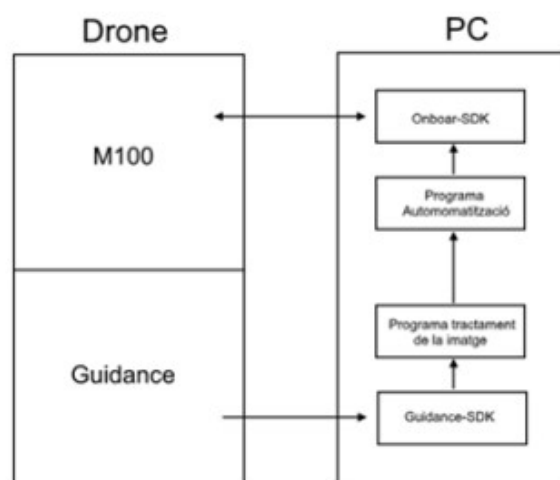 Drone
PC
M100
Onboar-SDK
Programa
Automomatització
Programa tractament
de la imatge
Guidance
Guidance-SDK